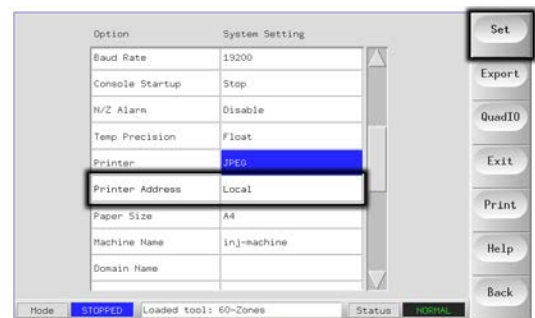 Option System Setting
Baud Rate 19200
Console Startup Stop
N/Z Alarm Disable
Temp Precision Float
Printer JPEG
Printer Address Local
Paper Size A4
Machine Name inj-machine
Domain Name
Set
Export
QuadIO
Exit
Print
Help
Back
Mode STOPPED Loaded tool: 60-Zones Status NORMAL